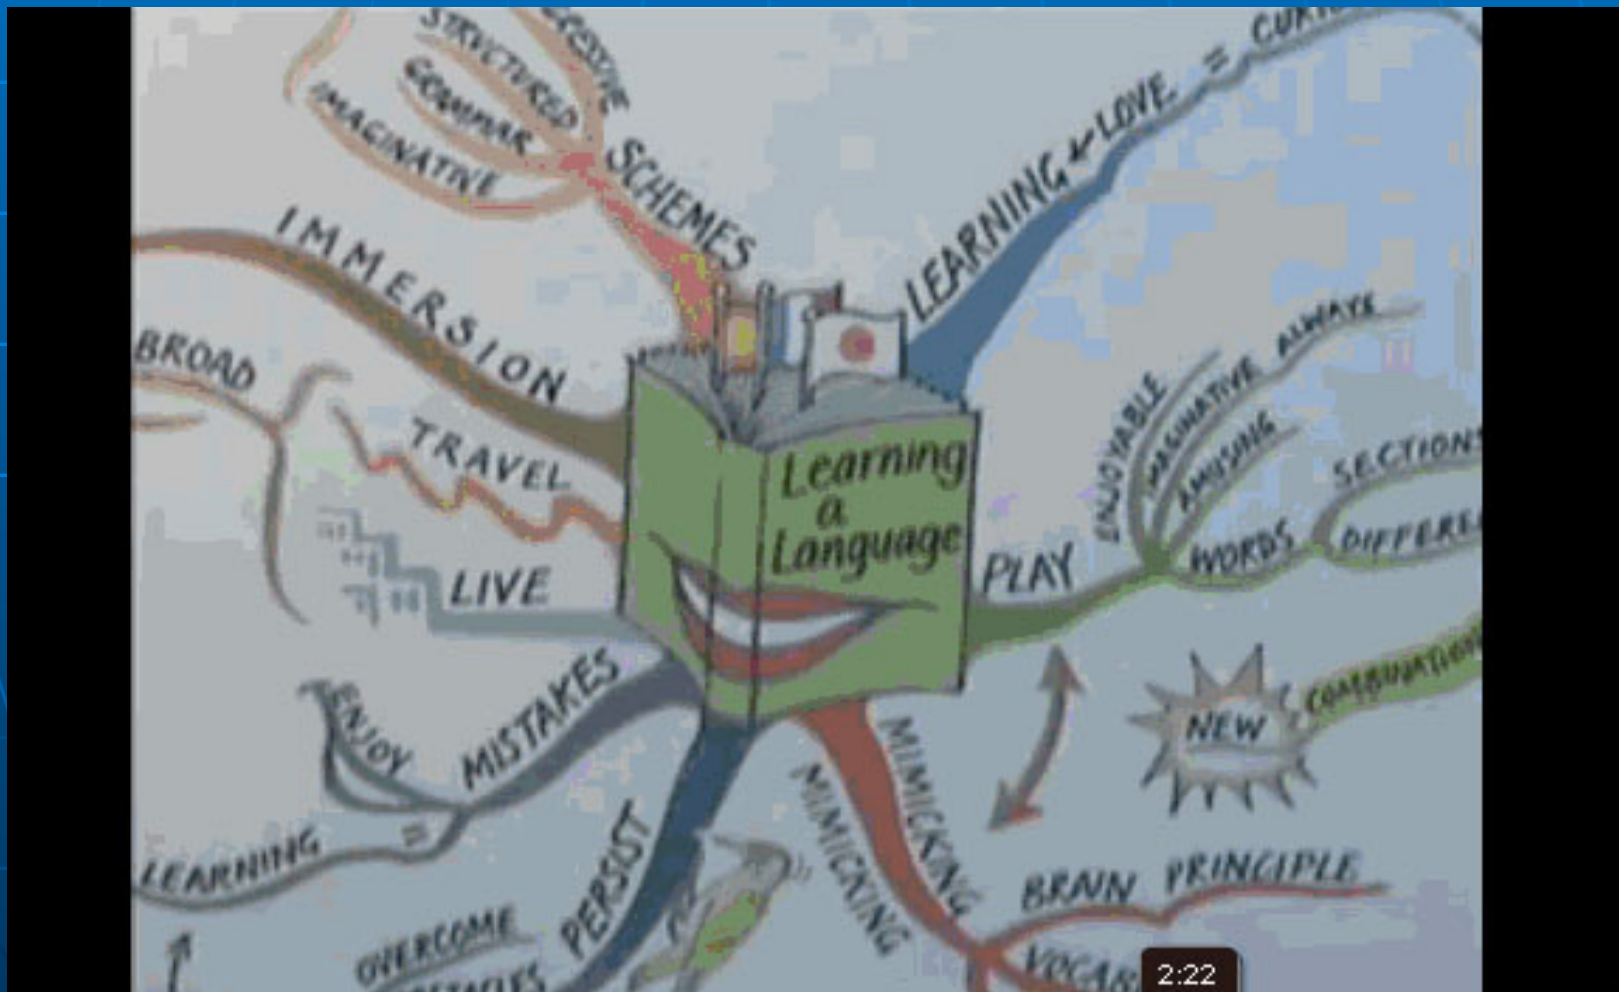 STRUCTURED
GRAMMAR
IMAGINATIVE
SCHEMES
LEARNING LOVE =
IMMERSION
BROAD
TRAVEL
LIVE
Learning
a
Language
ENJOYABLE
IMAGINATIVE ALWAYS
AMUSING
SECTIONS
WORDS
PLAY
NEW
MISTAKES
ENJOY
=
LEARNING
PERSIST
OVERCOME
MIMICKING
MIMICKING
BRAIN PRINCIPLE
2:22